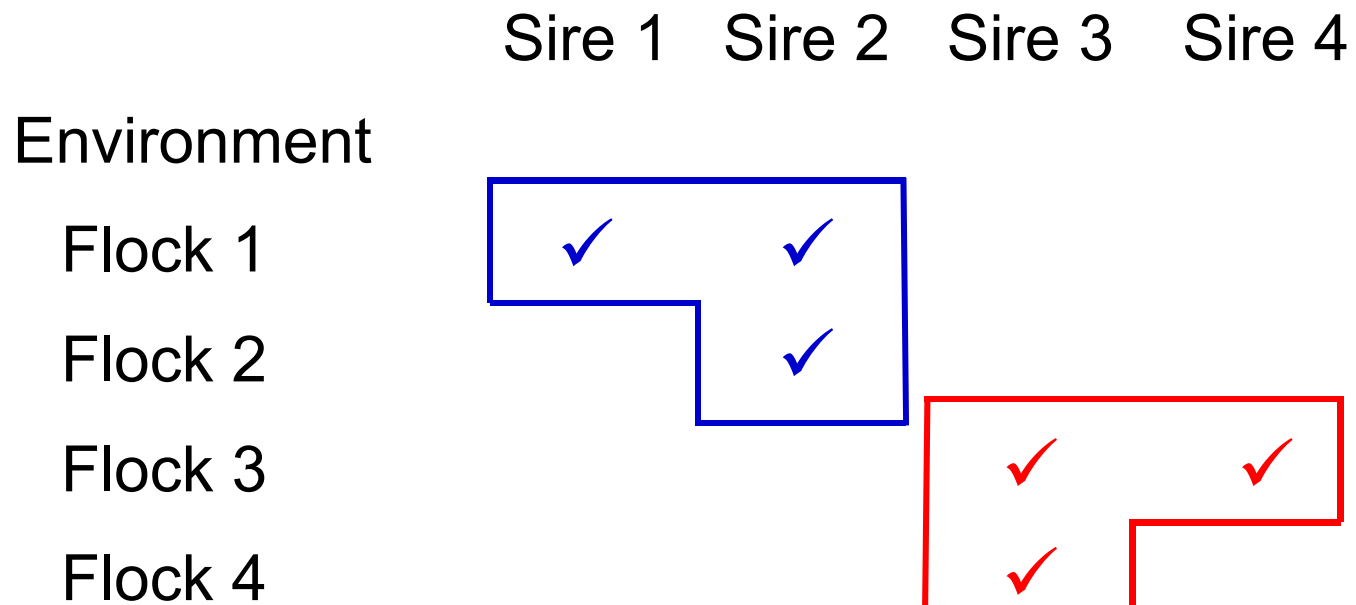 Sire 1 Sire 2 Sire 3 Sire 4
Environment
Flock 1 ✓ ✓
Flock 2 ✓
Flock 3 ✓ ✓
Flock 4 ✓